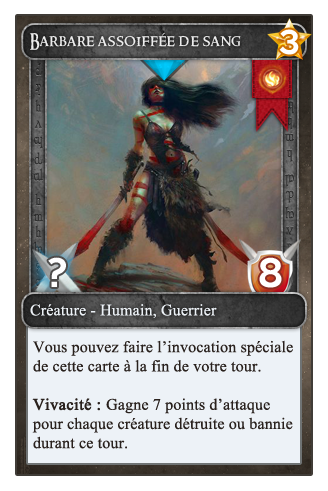 Barbare assoiffée de sang
3
?
8
Créature - Humain, Guerrier
Vous pouvez faire l'invocation spéciale
de cette carte à la fin de votre tour.
Vivacité : Gagne 7 points d'attaque
pour chaque créature détruite ou bannie
durant ce tour.